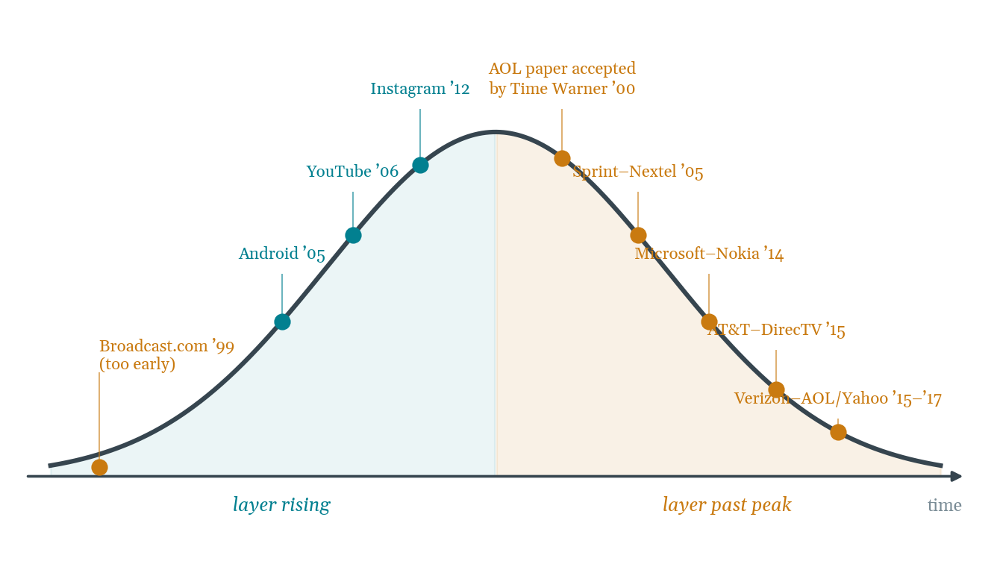 AOL paper accepted
by Time Warner ’00
Instagram ’12
YouTube ’06
Sprint–Nextel ’05
Android ’05
Microsoft–Nokia ’14
AT&T–DirecTV ’15
Broadcast.com ’99
(too early)
Verizon–AOL/Yahoo ’15–’17
layer rising
layer past peak
time